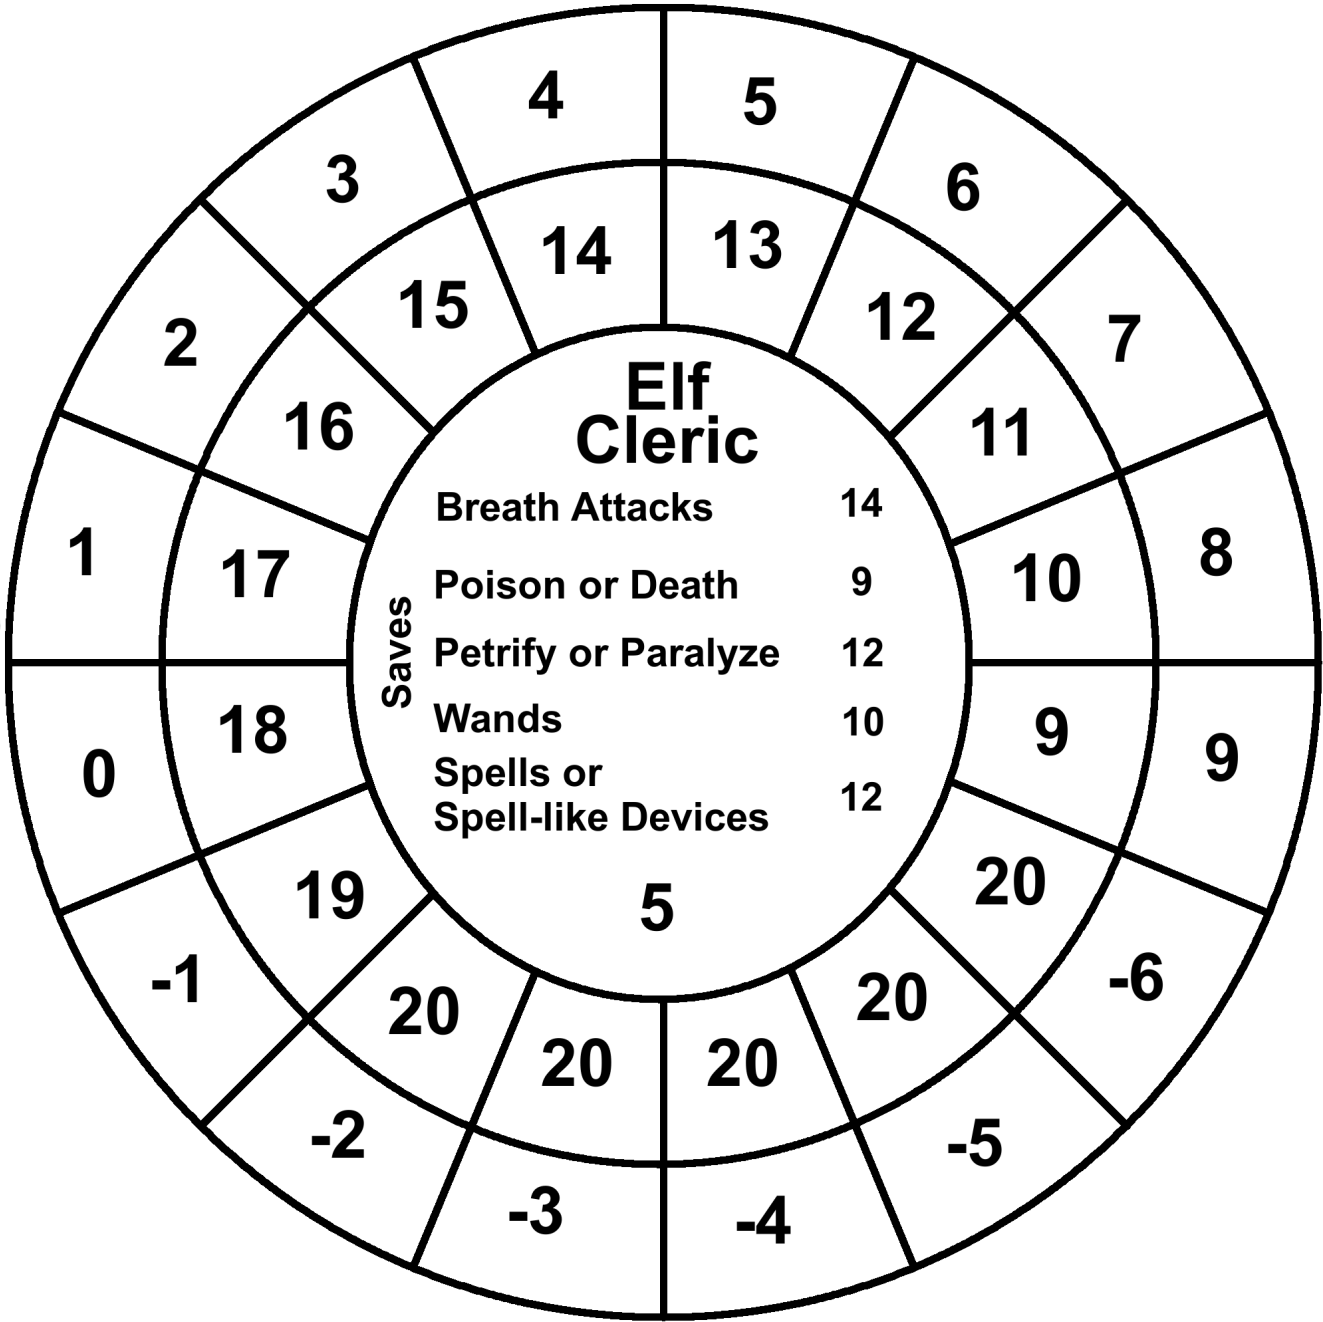 4 5
3 6
14 13
15 12
2 7
16 11
Elf
Cleric
Breath Attacks 14
1 8
17 10
Poison or Death 9
Saves
Petrify or Paralyze 12
Wands 10
18 9
0 9
Spells or
Spell-like Devices 12
19 20
5
-1 -6
20 20
20 20
-2 -5
-3 -4